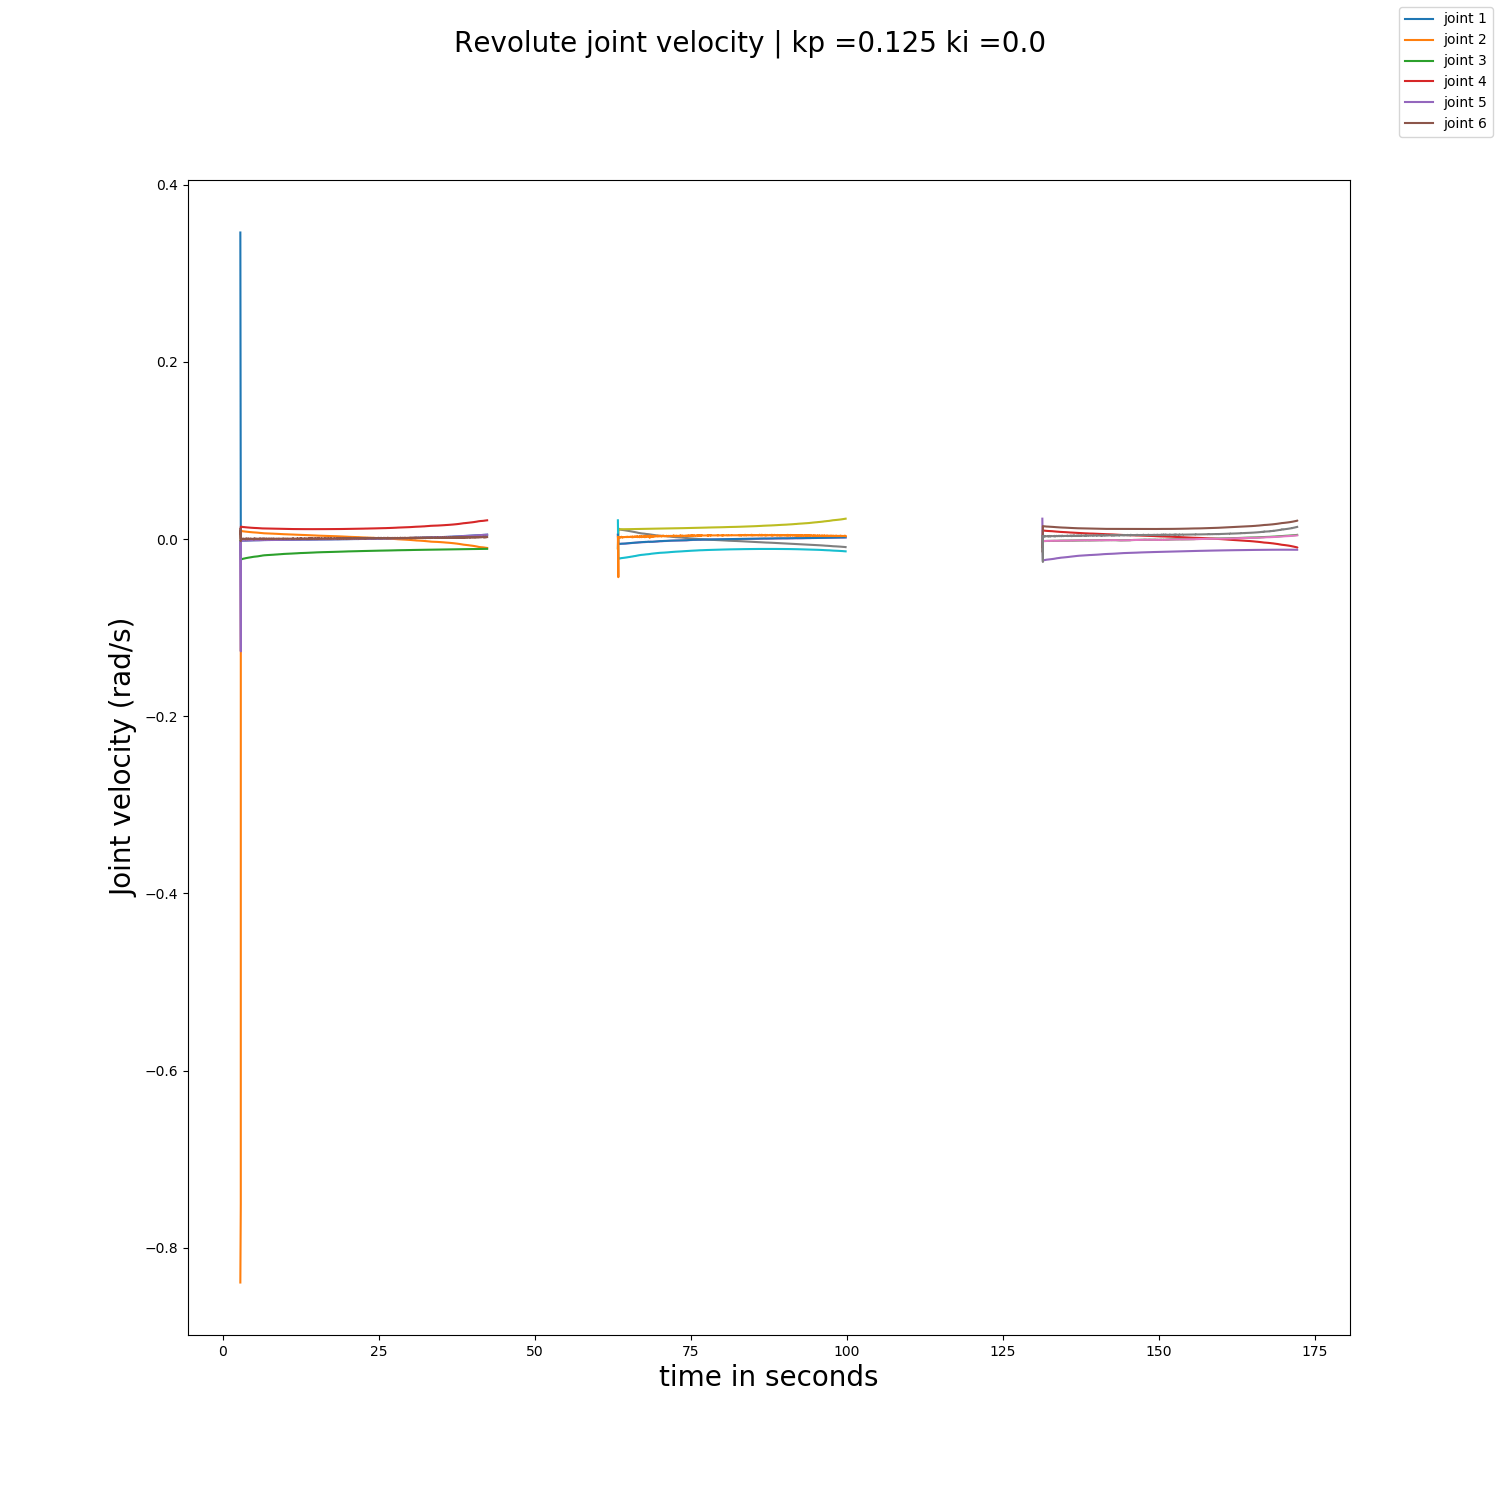 Revolute joint velocity | kp =0.125 ki =0.0
joint 1
joint 2
joint 3
joint 4
joint 5
joint 6
0.4
0.2
0.0
−0.2
−0.4
−0.6
−0.8
Joint velocity (rad/s)
0 25 50 75 100 125 150 175
time in seconds